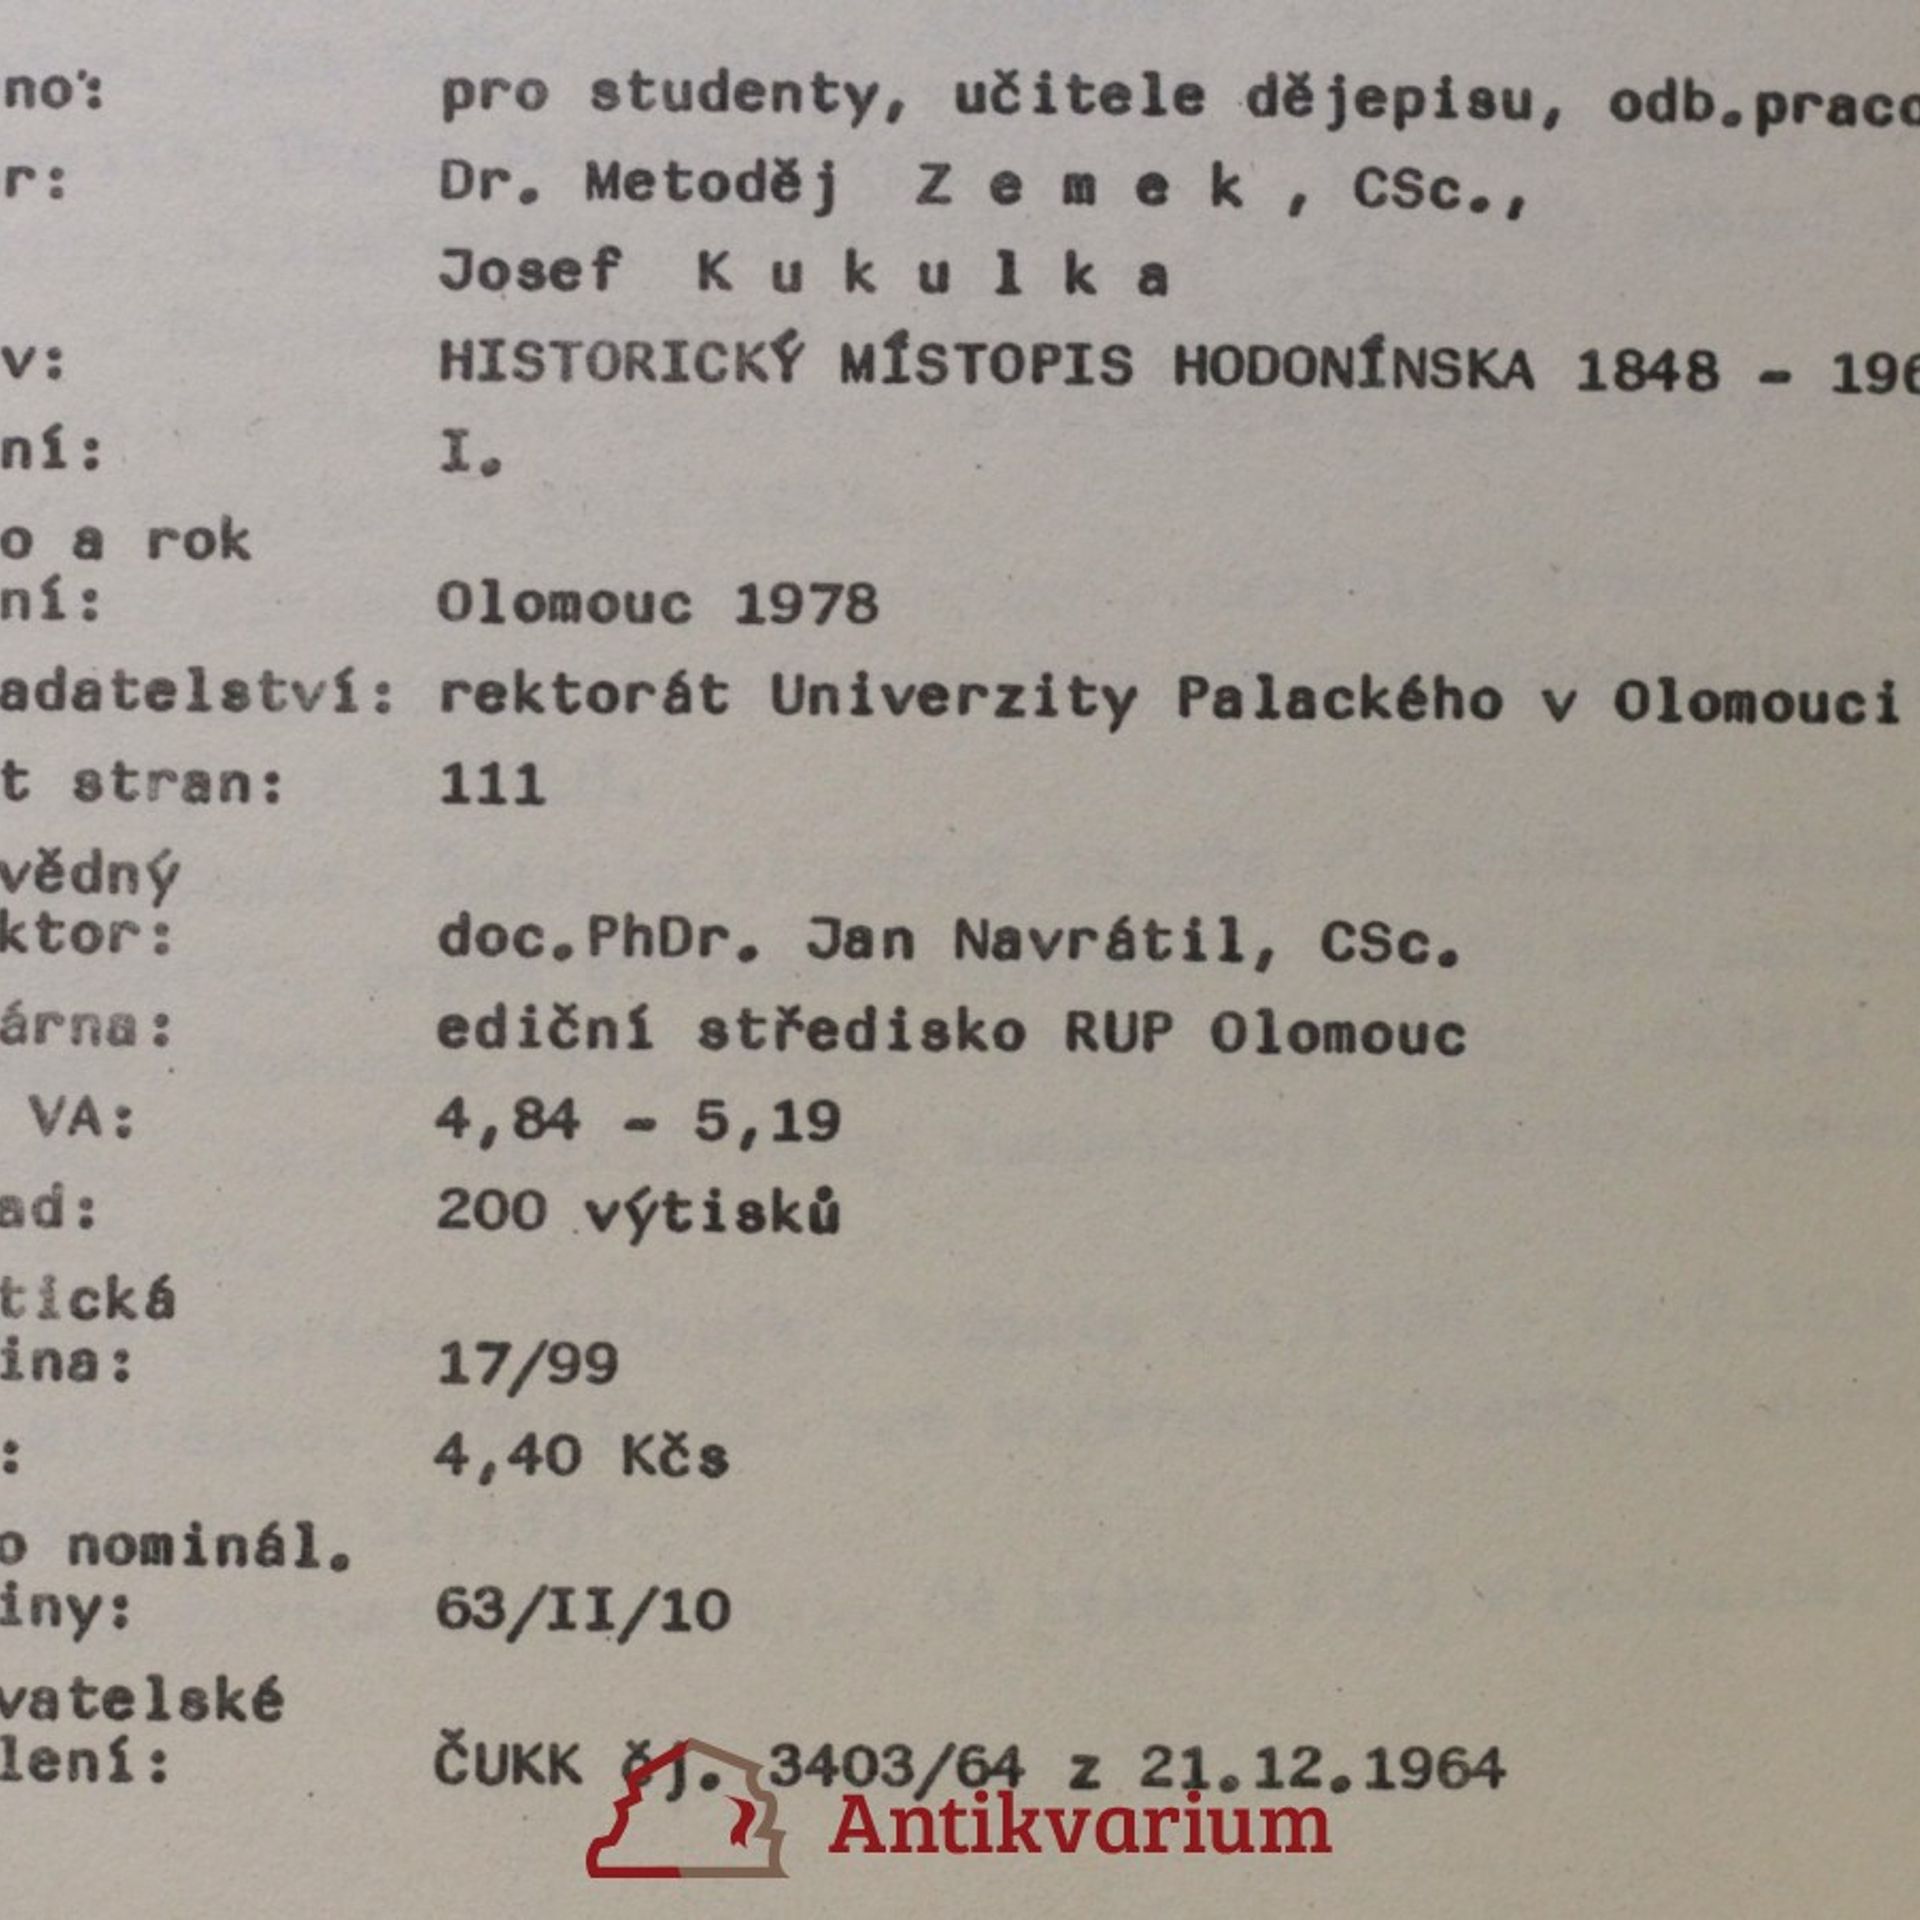 no:            pro studenty, učitele dějepisu, odb.praco
r:             Dr. Metoděj  Z e m e k , CSc.,
               Josef  K u k u l k a
v:             HISTORICKÝ MÍSTOPIS HODONÍNSKA 1848 - 196
ní:            I.
o a rok
ní:            Olomouc 1978
adatelství: rektorát Univerzity Palackého v Olomouci
t stran:       111
vědný
ktor:          doc.PhDr. Jan Navrátil, CSc.
árna:          ediční středisko RUP Olomouc
VA:            4,84 - 5,19
ad:            200 výtisků
tická
ina:           17/99
:              4,40 Kčs
o nominál.
iny:           63/II/10
vatelské
lení:          ČUKK čj. 3403/64 z 21.12.1964
Antikvarium